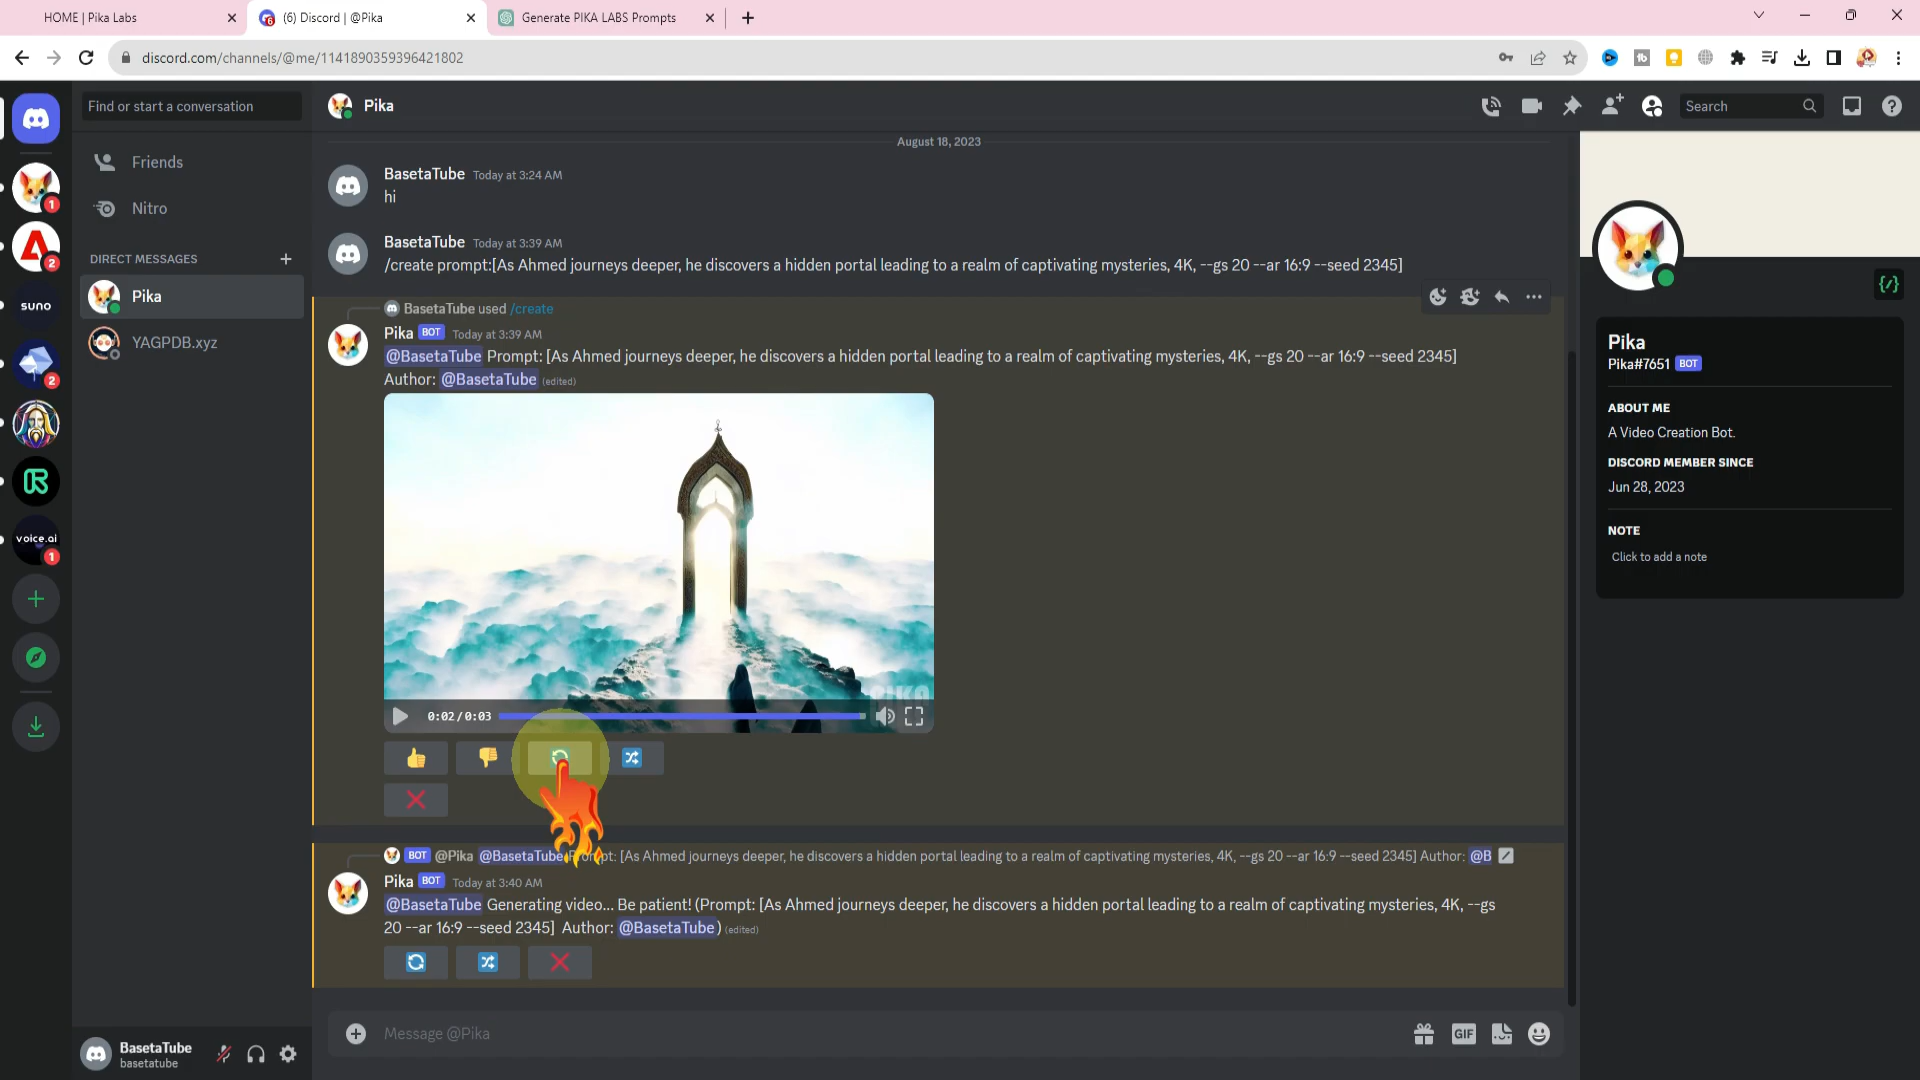 HOME | Pika Labs
(6) Discord | @Pika
Generate PIKA LABS Prompts
discord.com/channels/@me/1141890359396421802
Find or start a conversation
Pika
Search
Friends
Nitro
DIRECT MESSAGES
Pika
YAGPDB.xyz
1
2
suno
2
voice.ai
1
August 18, 2023
BasetaTube Today at 3:24 AM
hi
BasetaTube Today at 3:39 AM
/create prompt:[As Ahmed journeys deeper, he discovers a hidden portal leading to a realm of captivating mysteries, 4K, --gs 20 --ar 16:9 --seed 2345]
BasetaTube used /create
Pika BOT Today at 3:39 AM
@BasetaTube Prompt: [As Ahmed journeys deeper, he discovers a hidden portal leading to a realm of captivating mysteries, 4K, --gs 20 --ar 16:9 --seed 2345]
Author: @BasetaTube (edited)
PIKA
0:02/0:03
BOT @Pika @BasetaTube Prompt: [As Ahmed journeys deeper, he discovers a hidden portal leading to a realm of captivating mysteries, 4K, --gs 20 --ar 16:9 --seed 2345] Author: @B
Pika BOT Today at 3:40 AM
@BasetaTube Generating video... Be patient! (Prompt: [As Ahmed journeys deeper, he discovers a hidden portal leading to a realm of captivating mysteries, 4K, --gs
20 --ar 16:9 --seed 2345] Author: @BasetaTube) (edited)
Message @Pika
GIF
BasetaTube
basetatube
Pika
Pika#7651 BOT
ABOUT ME
A Video Creation Bot.
DISCORD MEMBER SINCE
Jun 28, 2023
NOTE
Click to add a note